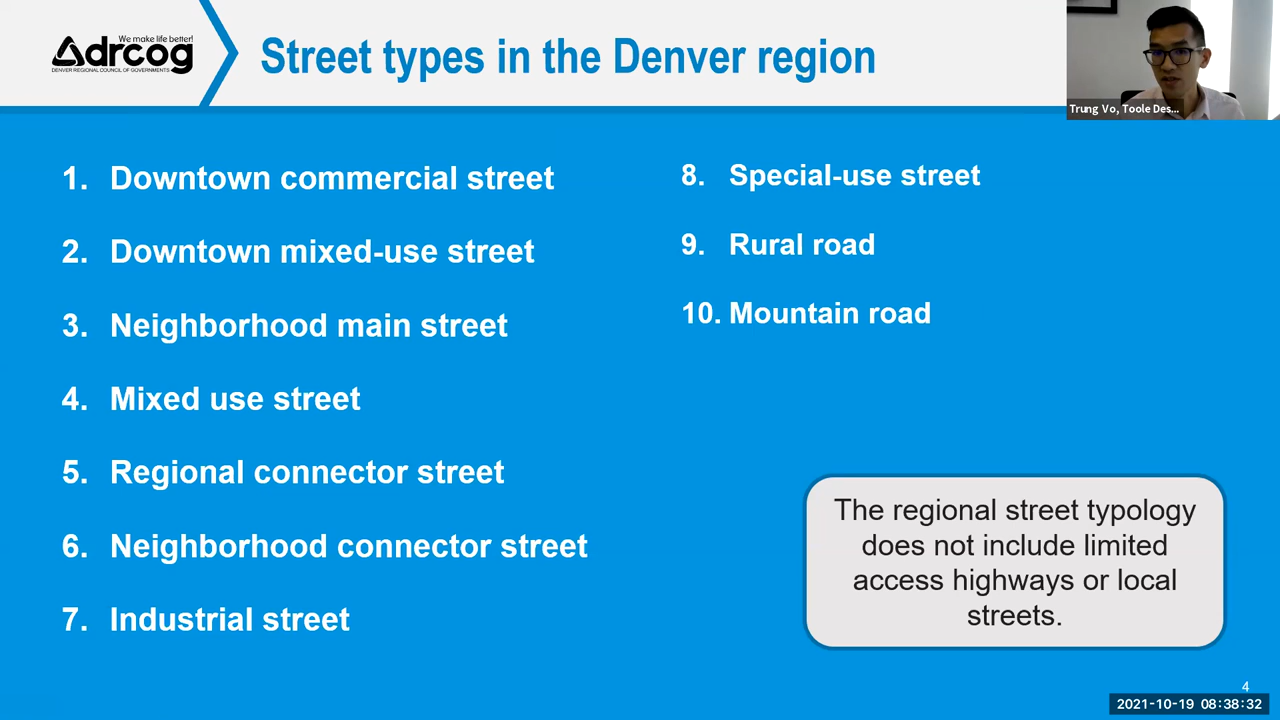 We make life better!
drcog
DENVER REGIONAL COUNCIL OF GOVERNMENTS
Street types in the Denver region
Trung Vo, Toole Des...
1. Downtown commercial street
2. Downtown mixed-use street
3. Neighborhood main street
4. Mixed use street
5. Regional connector street
6. Neighborhood connector street
7. Industrial street
8. Special-use street
9. Rural road
10. Mountain road
The regional street typology
does not include limited
access highways or local
streets.
4
2021-10-19 08:38:32